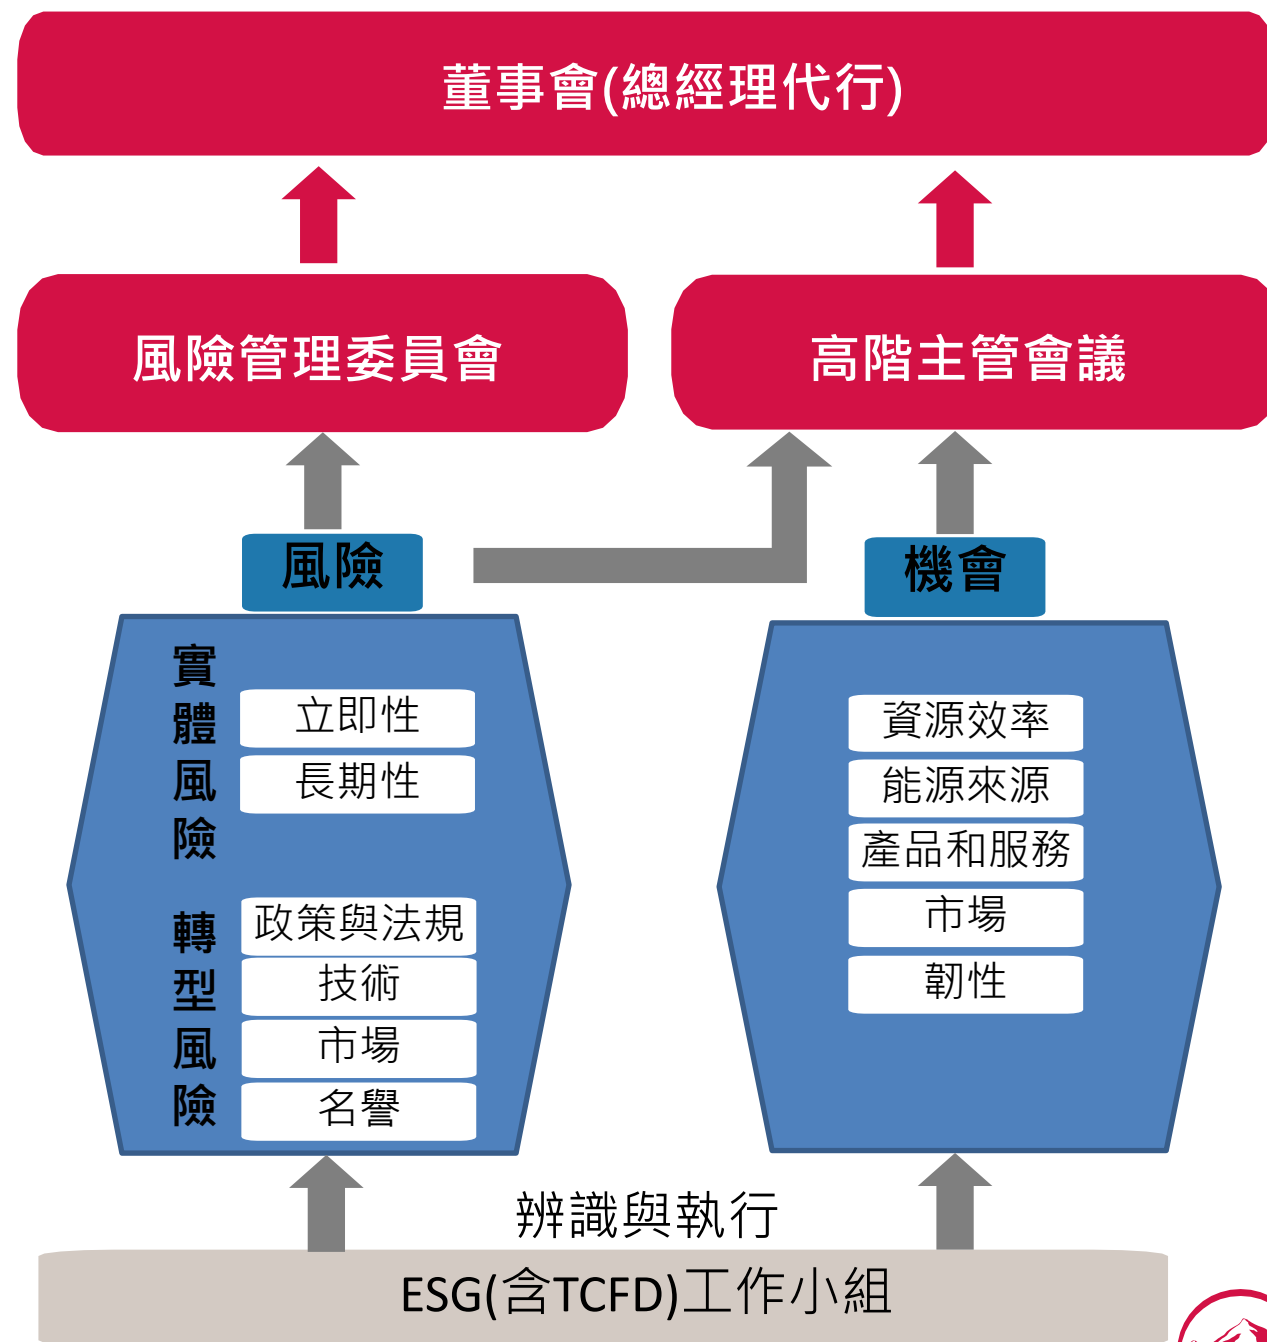 董事會(總經理代行)
風險管理委員會
高階主管會議
風險
機會
實體風險
立即性
長期性
轉型風險
政策與法規
技術
市場
名譽
資源效率
能源來源
產品和服務
市場
韌性
辨識與執行
ESG(含TCFD)工作小組